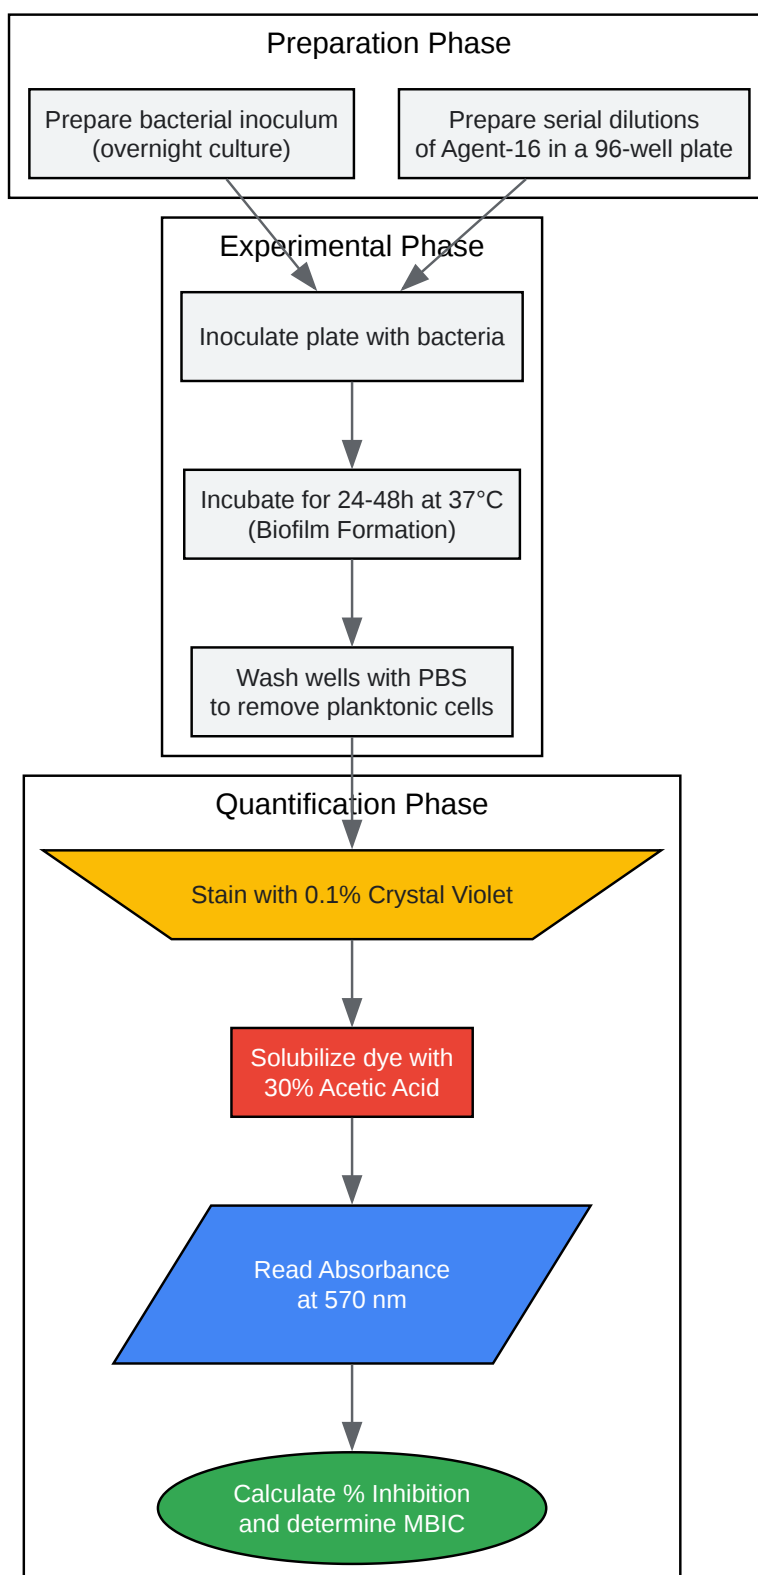 Preparation Phase
Prepare bacterial inoculum
(overnight culture)
Prepare serial dilutions
of Agent-16 in a 96-well plate
Experimental Phase
Inoculate plate with bacteria
Incubate for 24-48h at 37°C
(Biofilm Formation)
Wash wells with PBS
to remove planktonic cells
Quantification Phase
Stain with 0.1% Crystal Violet
Solubilize dye with
30% Acetic Acid
Read Absorbance
at 570 nm
Calculate % Inhibition
and determine MBIC